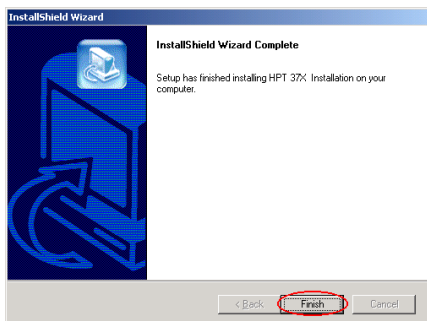 InstallShield Wizard
InstallShield Wizard Complete
Setup has finished installing HPT 37X Installation on your
computer.
< Back
Finish
Cancel